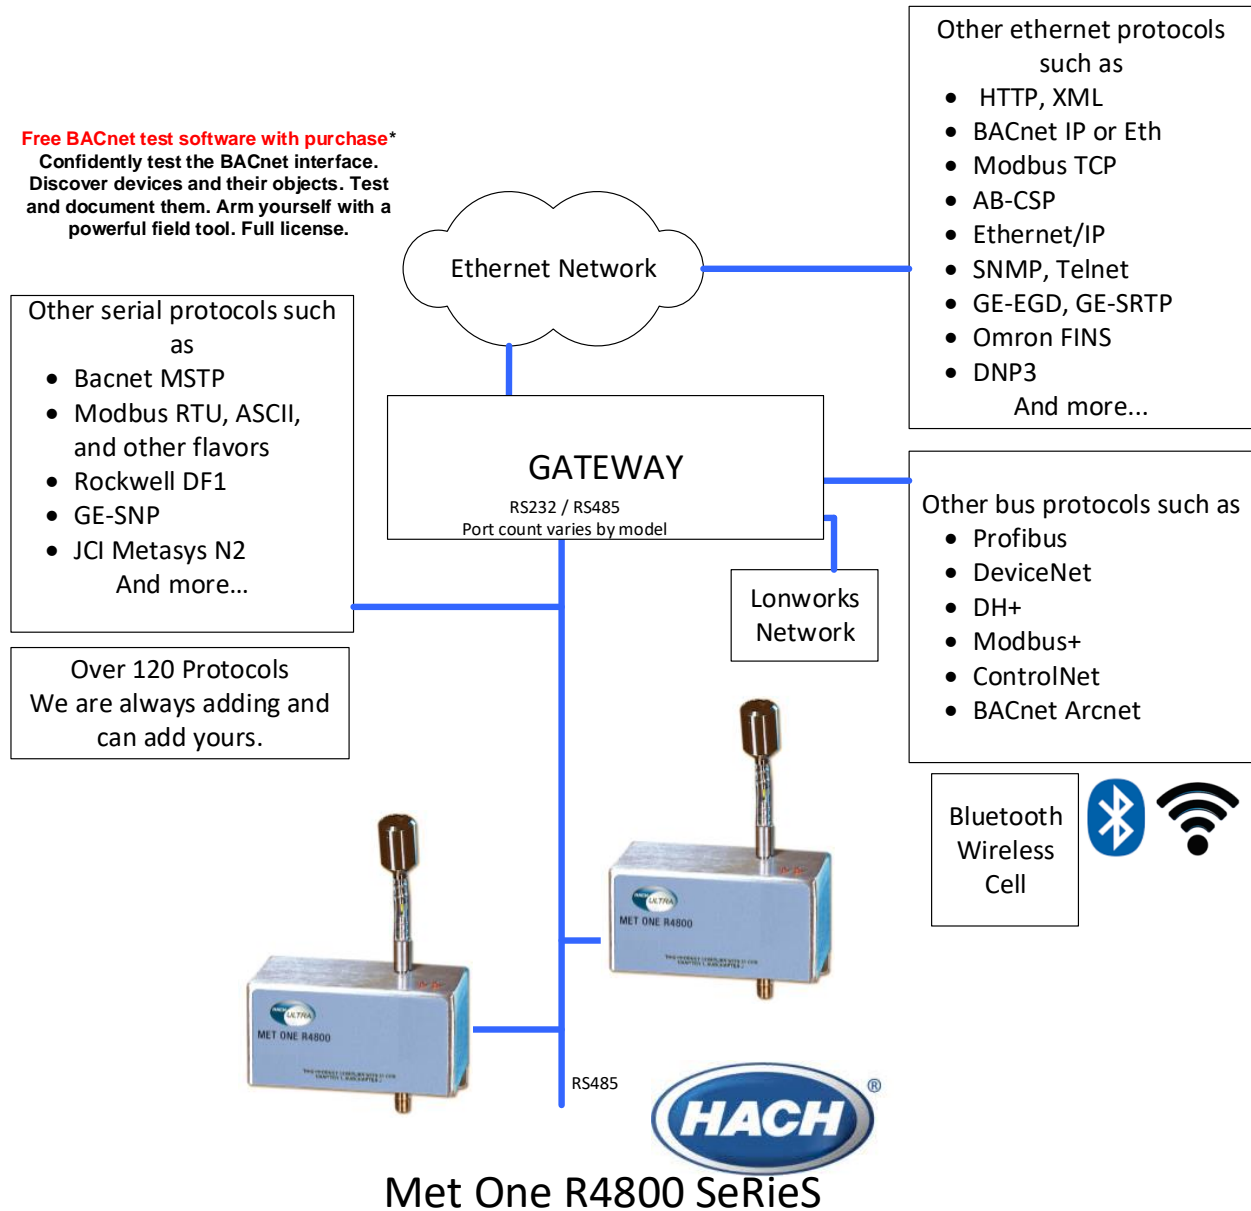 Free BACnet test software with purchase*
Confidently test the BACnet interface.
Discover devices and their objects. Test
and document them. Arm yourself with a
powerful field tool. Full license.
Other ethernet protocols
such as
• HTTP, XML
• BACnet IP or Eth
• Modbus TCP
• AB-CSP
• Ethernet/IP
• SNMP, Telnet
• GE-EGD, GE-SRTP
• Omron FINS
• DNP3
And more...
Ethernet Network
Other serial protocols such
as
• Bacnet MSTP
• Modbus RTU, ASCII,
and other flavors
• Rockwell DF1
• GE-SNP
• JCI Metasys N2
And more...
GATEWAY
RS232 / RS485
Port count varies by model
Other bus protocols such as
• Profibus
• DeviceNet
• DH+
• Modbus+
• ControlNet
• BACnet Arcnet
Lonworks
Network
Over 120 Protocols
We are always adding and
can add yours.
Bluetooth
Wireless
Cell
HACH
ULTRA
MET ONE R4800
HACH
ULTRA
MET ONE R4800
RS485
HACH®
Met One R4800 SeRieS